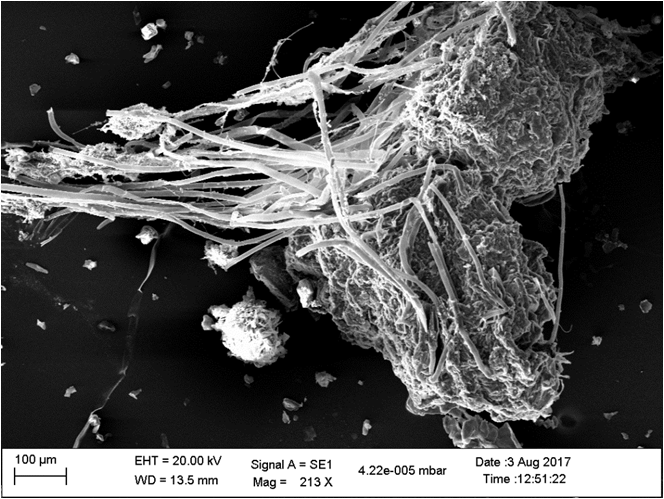 100 µm
EHT = 20.00 kV
WD = 13.5 mm
Signal A = SE1
Mag = 213 X
4.22e-005 mbar
Date :3 Aug 2017
Time :12:51:22